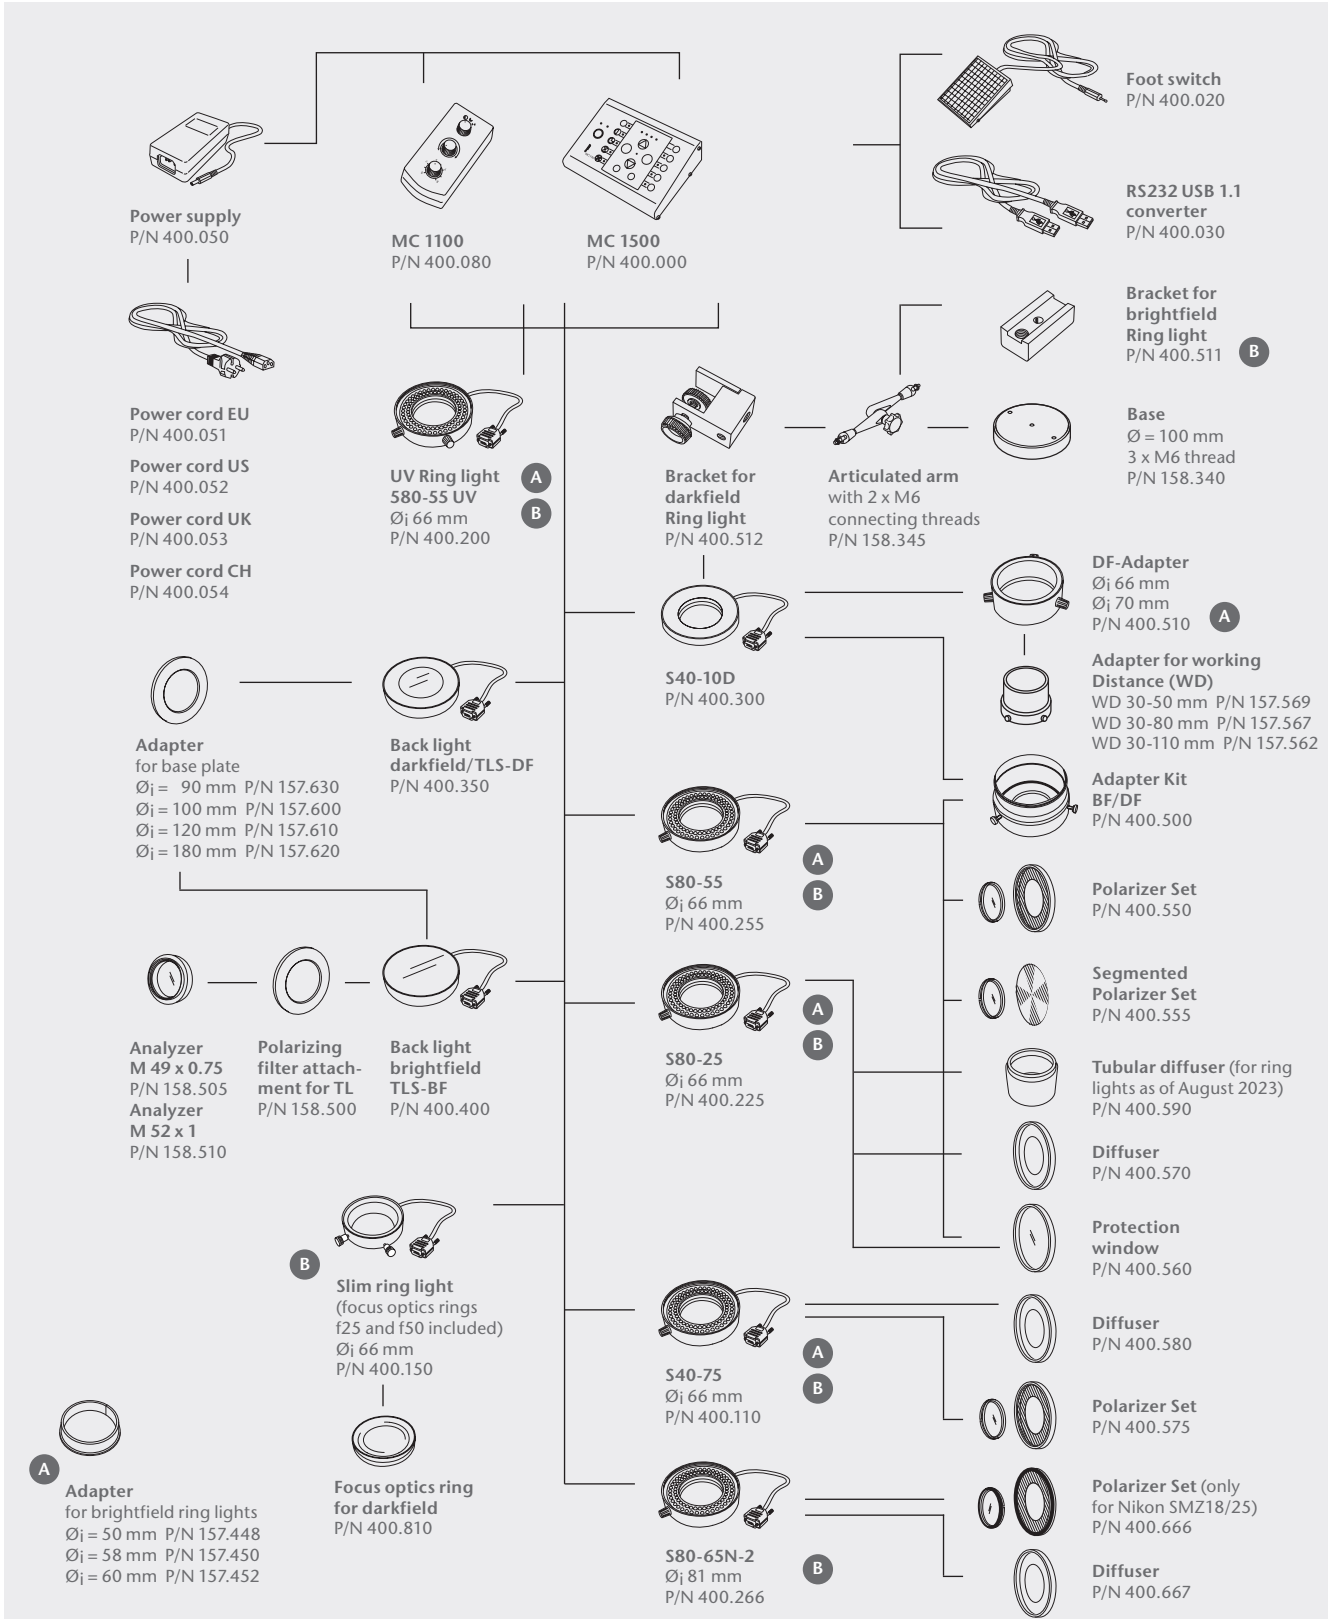 Foot switch
P/N 400.020
RS232 USB 1.1
converter
P/N 400.030
Power supply
P/N 400.050
MC 1100
P/N 400.080
MC 1500
P/N 400.000
Bracket for
brightfield
Ring light
P/N 400.511
B
Power cord EU
P/N 400.051
Power cord US
P/N 400.052
Power cord UK
P/N 400.053
Power cord CH
P/N 400.054
UV Ring light
580-55 UV
Øi 66 mm
P/N 400.200
A
B
Bracket for
darkfield
Ring light
P/N 400.512
Articulated arm
with 2 x M6
connecting threads
P/N 158.345
Base
Ø = 100 mm
3 x M6 thread
P/N 158.340
DF-Adapter
Øi 66 mm
Øi 70 mm
P/N 400.510
A
S40-10D
P/N 400.300
Adapter for working
Distance (WD)
WD 30-50 mm P/N 157.569
WD 30-80 mm P/N 157.567
WD 30-110 mm P/N 157.562
Adapter
for base plate
Øi = 90 mm P/N 157.630
Øi = 100 mm P/N 157.600
Øi = 120 mm P/N 157.610
Øi = 180 mm P/N 157.620
Back light
darkfield/TLS-DF
P/N 400.350
Adapter Kit
BF/DF
P/N 400.500
S80-55
Øi 66 mm
P/N 400.255
A
B
Polarizer Set
P/N 400.550
Segmented
Polarizer Set
P/N 400.555
Analyzer
M 49 x 0.75
P/N 158.505
Analyzer
M 52 x 1
P/N 158.510
Polarizing
filter attach-
ment for TL
P/N 158.500
Back light
brightfield
TLS-BF
P/N 400.400
S80-25
Øi 66 mm
P/N 400.225
A
B
Tubular diffuser (for ring
lights as of August 2023)
P/N 400.590
Diffuser
P/N 400.570
Protection
window
P/N 400.560
B
Slim ring light
(focus optics rings
f25 and f50 included)
Øi 66 mm
P/N 400.150
S40-75
Øi 66 mm
P/N 400.110
A
B
Diffuser
P/N 400.580
Polarizer Set
P/N 400.575
A
Adapter
for brightfield ring lights
Øi = 50 mm P/N 157.448
Øi = 58 mm P/N 157.450
Øi = 60 mm P/N 157.452
Focus optics ring
for darkfield
P/N 400.810
S80-65N-2
Øi 81 mm
P/N 400.266
B
Polarizer Set (only
for Nikon SMZ18/25)
P/N 400.666
Diffuser
P/N 400.667